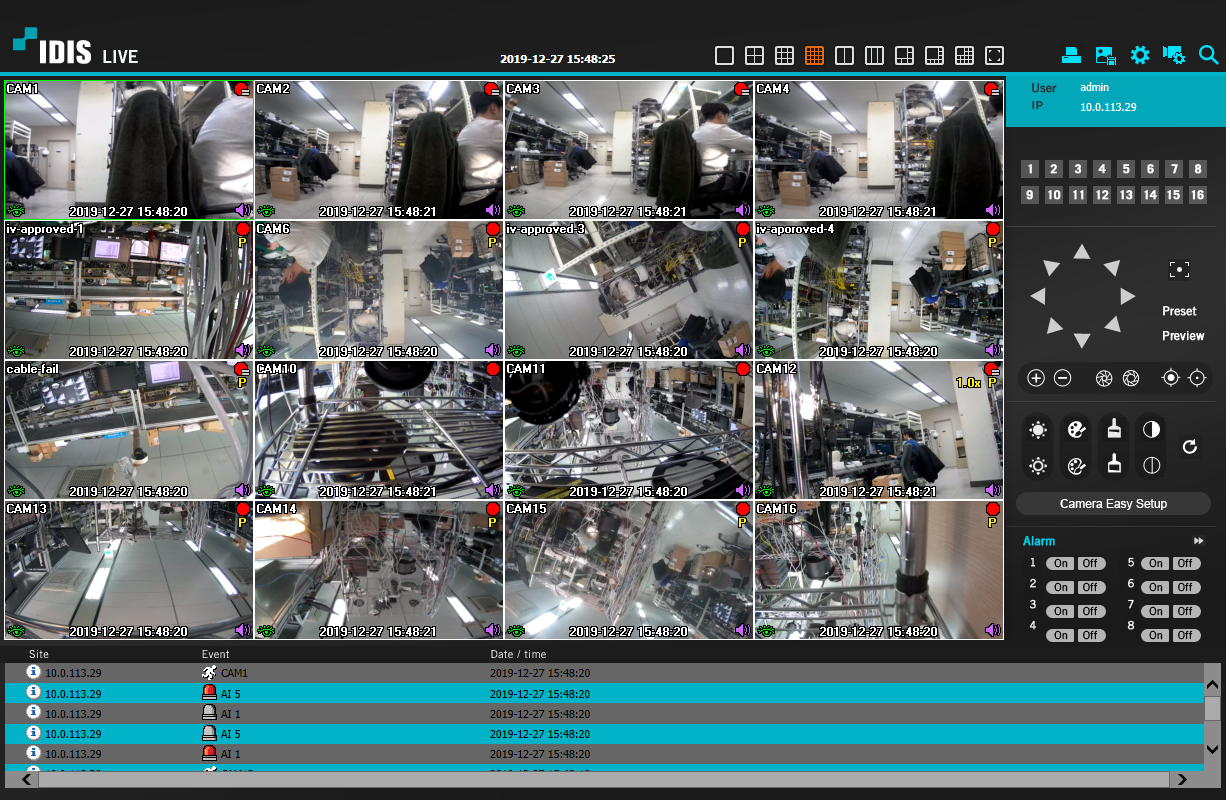 IDIS LIVE
2019-12-27 15:48:25
User admin
IP 10.0.113.29
CAM1
2019-12-27 15:48:20
CAM2
2019-12-27 15:48:21
CAM3
2019-12-27 15:48:21
CAM4
2019-12-27 15:48:21
iv-approved-1
P
2019-12-27 15:48:20
CAM6
P
2019-12-27 15:48:20
iv-approved-3
P
2019-12-27 15:48:20
iv-aporoved-4
P
2019-12-27 15:48:20
cable-fail
P
2019-12-27 15:48:20
CAM10
2019-12-27 15:48:21
CAM11
2019-12-27 15:48:20
CAM12
1.0x P
2019-12-27 15:48:21
CAM13
P
2019-12-27 15:48:20
CAM14
P
2019-12-27 15:48:21
CAM15
P
2019-12-27 15:48:20
CAM16
P
2019-12-27 15:48:20
1 2 3 4 5 6 7 8
9 10 11 12 13 14 15 16
Preset
Preview
Camera Easy Setup
Alarm
1 On Off 5 On Off
2 On Off 6 On Off
3 On Off 7 On Off
4 On Off 8 On Off
Site Event Date / time
10.0.113.29 CAM1 2019-12-27 15:48:20
10.0.113.29 AI 5 2019-12-27 15:48:20
10.0.113.29 AI 1 2019-12-27 15:48:20
10.0.113.29 AI 5 2019-12-27 15:48:20
10.0.113.29 AI 1 2019-12-27 15:48:20